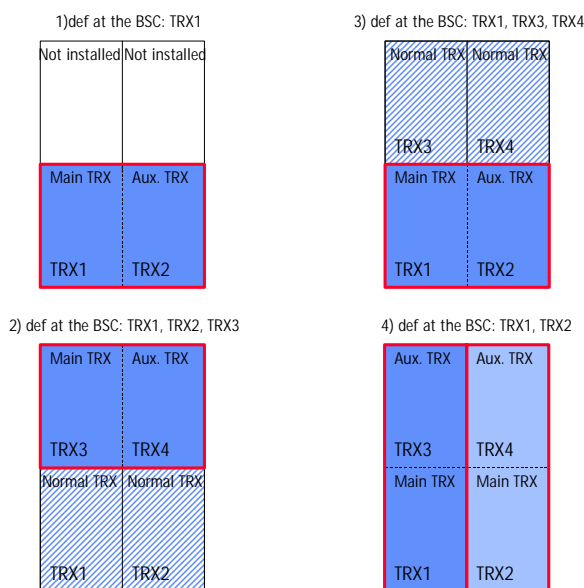 1)def at the BSC: TRX1
Not installed Not installed
Main TRX Aux. TRX
TRX1 TRX2
3) def at the BSC: TRX1, TRX3, TRX4
Normal TRX Normal TRX
TRX3 TRX4
Main TRX Aux. TRX
TRX1 TRX2
2) def at the BSC: TRX1, TRX2, TRX3
Main TRX Aux. TRX
TRX3 TRX4
Normal TRX Normal TRX
TRX1 TRX2
4) def at the BSC: TRX1, TRX2
Aux. TRX Aux. TRX
TRX3 TRX4
Main TRX Main TRX
TRX1 TRX2